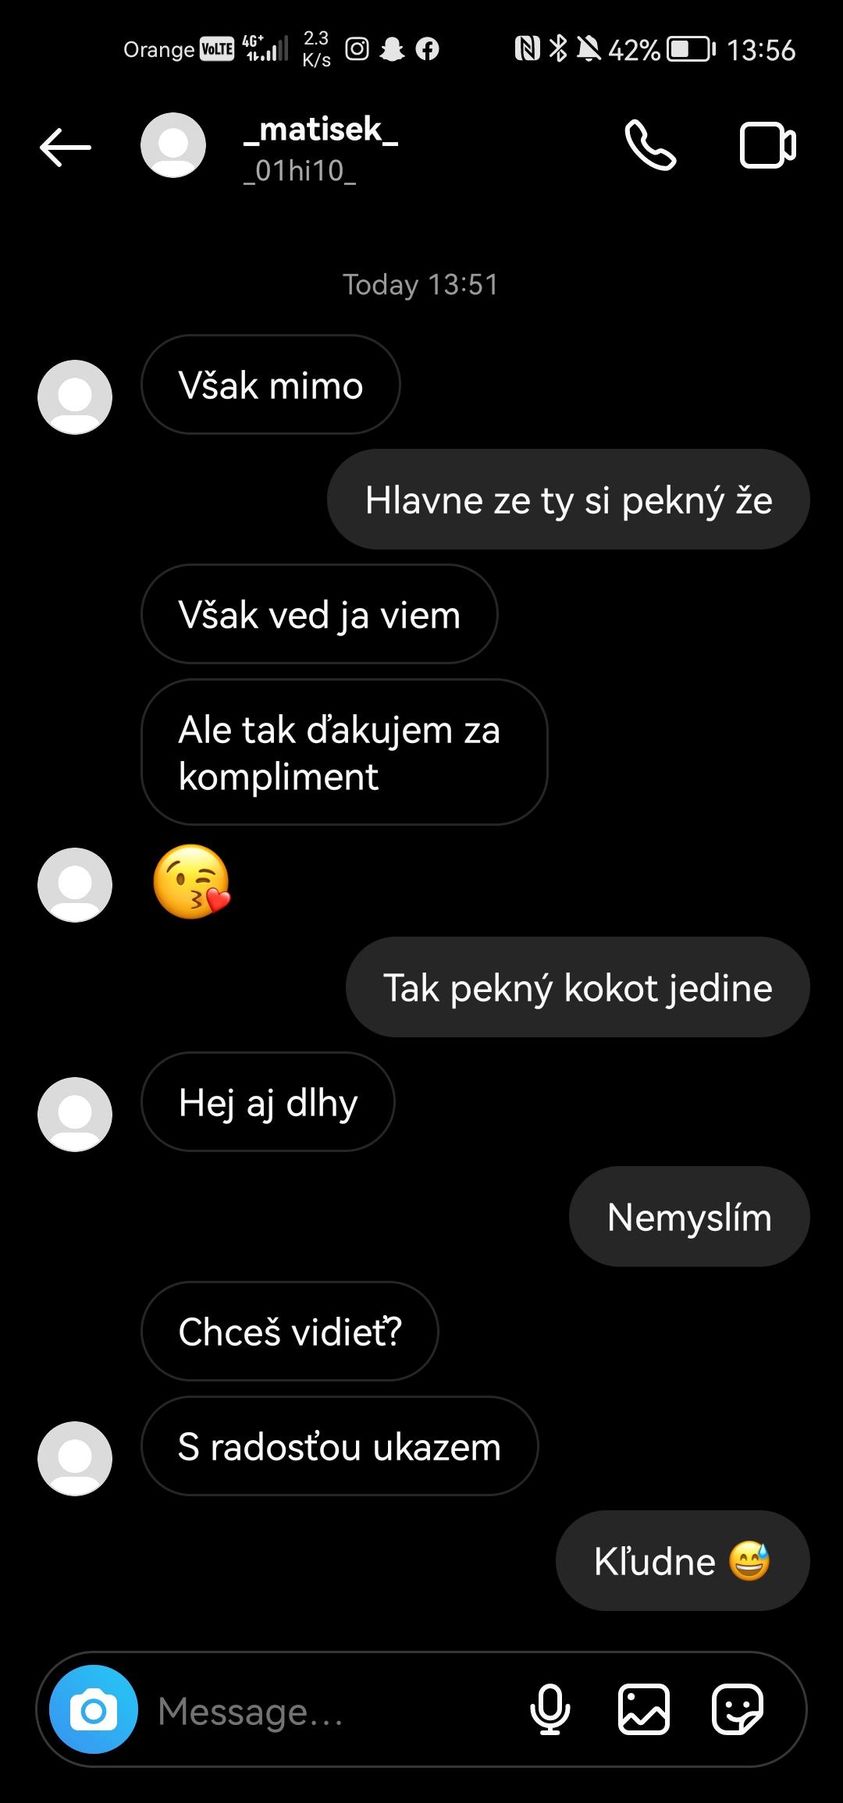 Orange VoLTE 4G+ 2.3 K/s 42% 13:56
_matisek_
_01hi10_
Today 13:51
Však mimo
Hlavne ze ty si pekný že
Však ved ja viem
Ale tak ďakujem za
kompliment
😘
Tak pekný kokot jedine
Hej aj dlhy
Nemyslím
Chceš vidieť?
S radosťou ukazem
Kľudne 😅
Message...